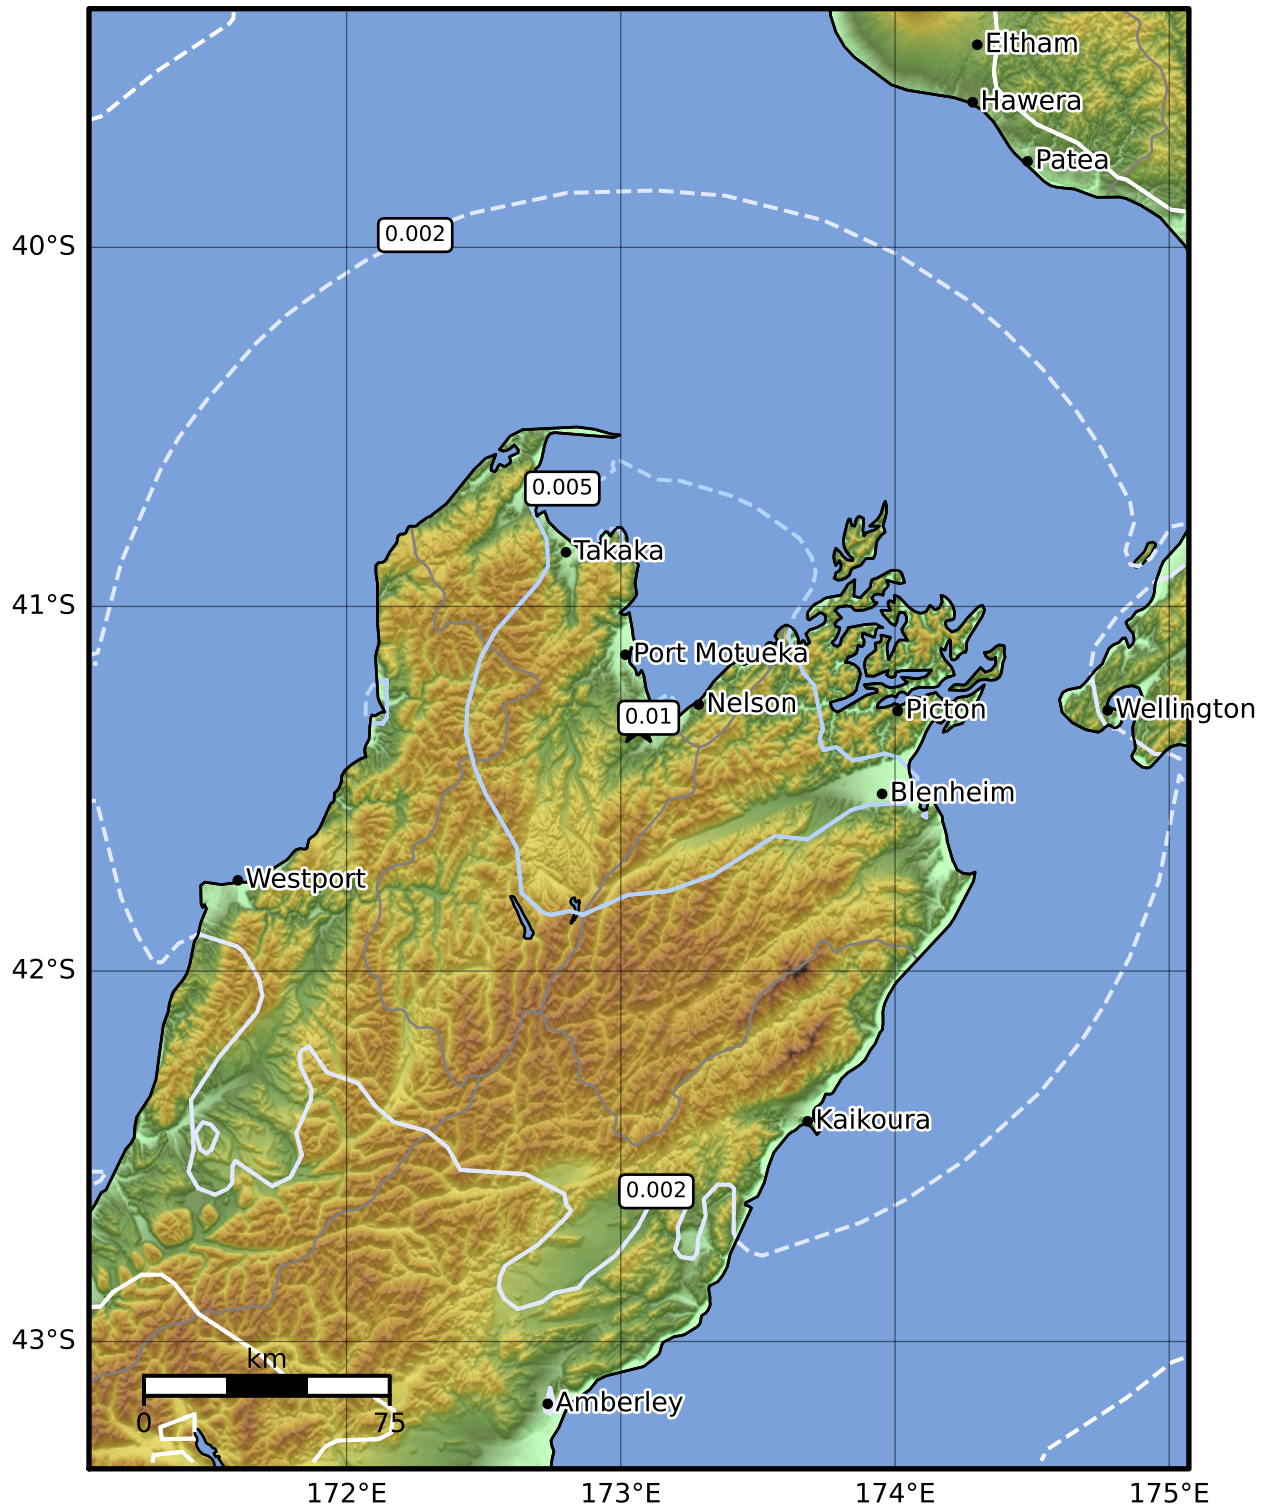 Eltham
Hawera
Patea
0.002
40°S
0.005
Takaka
41°S
Port Motueka
Nelson
0.01
Picton
Wellington
Blenheim
Westport
42°S
Kaikoura
0.002
43°S
km
0
75
Amberley
172°E
173°E
174°E
175°E